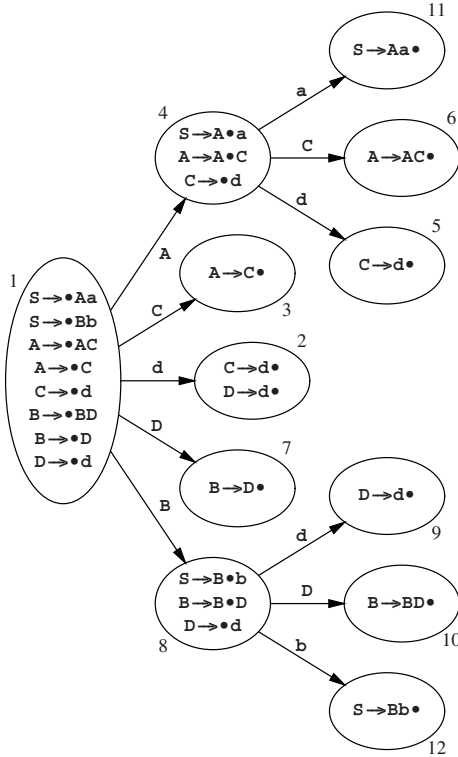 11
S→Aa•
a
4
S→A•a
A→A•C
C→•d
C
6
A→AC•
d
C→d•
5
A
1
S→•Aa
S→•Bb
A→•AC
A→•C
C→•d
B→•BD
B→•D
D→•d
C
A→C•
3
d
2
C→d•
D→d•
D
7
B→D•
B
S→B•b
B→B•D
D→•d
8
d
D→d•
9
D
B→BD•
10
b
S→Bb•
12